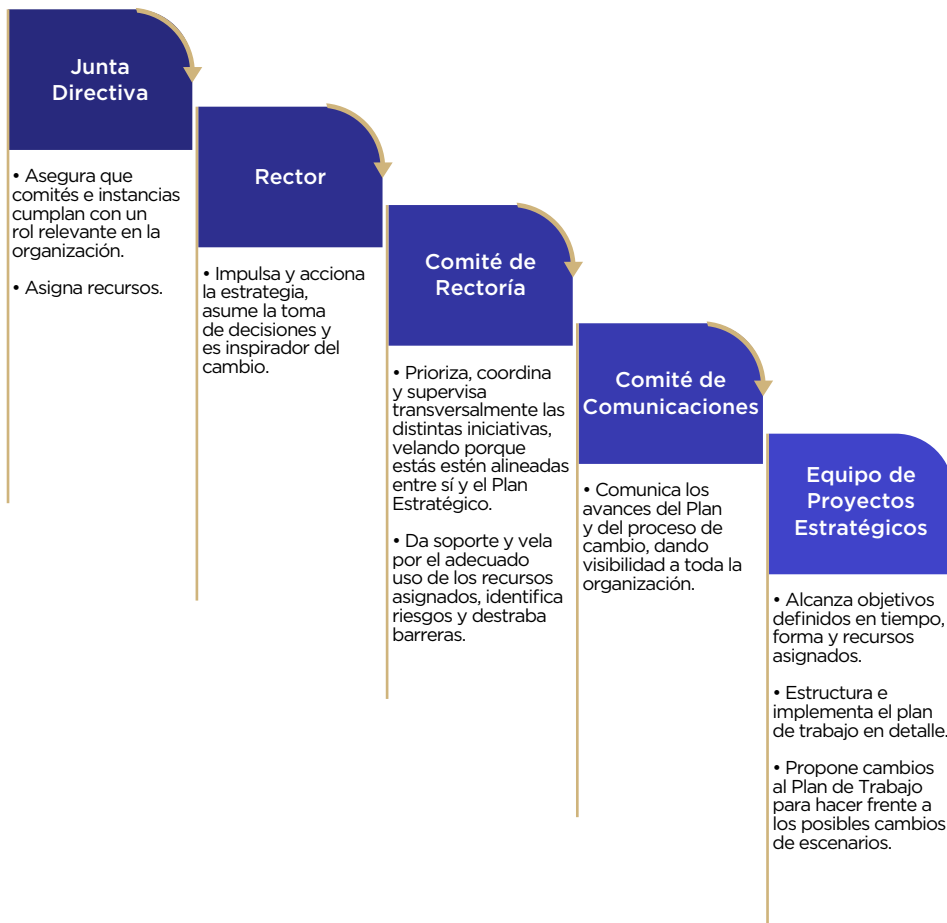 Junta
Directiva
• Asegura que
comités e instancias
cumplan con un
rol relevante en la
organización.
• Asigna recursos.
Rector
• Impulsa y acciona
la estrategia,
asume la toma
de decisiones y
es inspirador del
cambio.
Comité de
Rectoría
• Prioriza, coordina
y supervisa
transversalmente las
distintas iniciativas,
velando porque
estás estén alineadas
entre sí y el Plan
Estratégico.
• Da soporte y vela
por el adecuado
uso de los recursos
asignados, identifica
riesgos y destraba
barreras.
Comité de
Comunicaciones
• Comunica los
avances del Plan
y del proceso de
cambio, dando
visibilidad a toda la
organización.
Equipo de
Proyectos
Estratégicos
• Alcanza objetivos
definidos en tiempo,
forma y recursos
asignados.
• Estructura e
implementa el plan
de trabajo en detalle.
• Propone cambios
al Plan de Trabajo
para hacer frente a
los posibles cambios
de escenarios.